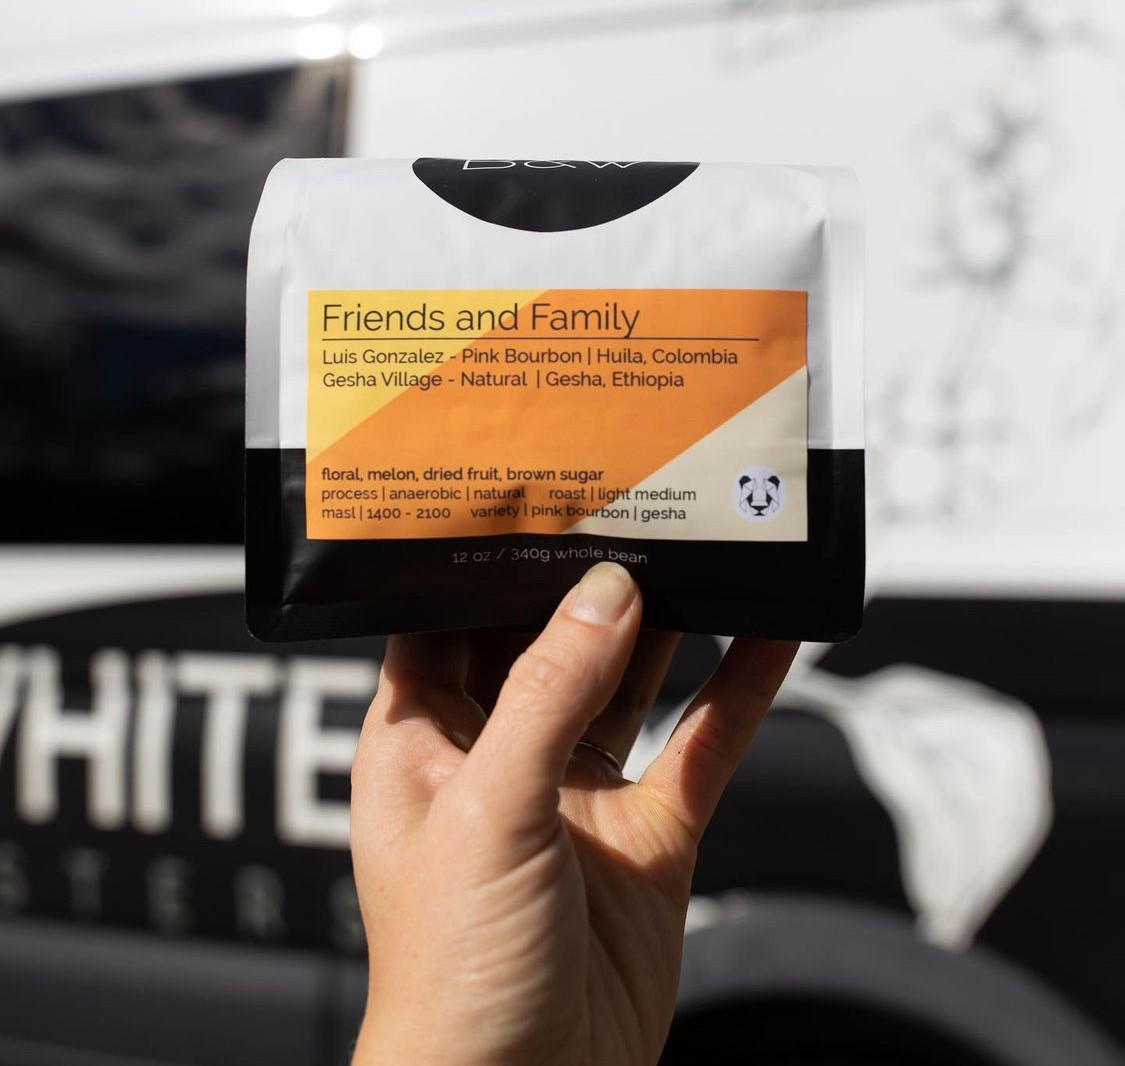 B&W
Friends and Family
Luis Gonzalez - Pink Bourbon | Huila, Colombia
Gesha Village - Natural | Gesha, Ethiopia
floral, melon, dried fruit, brown sugar
process | anaerobic | natural roast | light medium
masl | 1400 - 2100 variety | pink bourbon | gesha
12 oz / 340g whole bean
WHITE
STERS